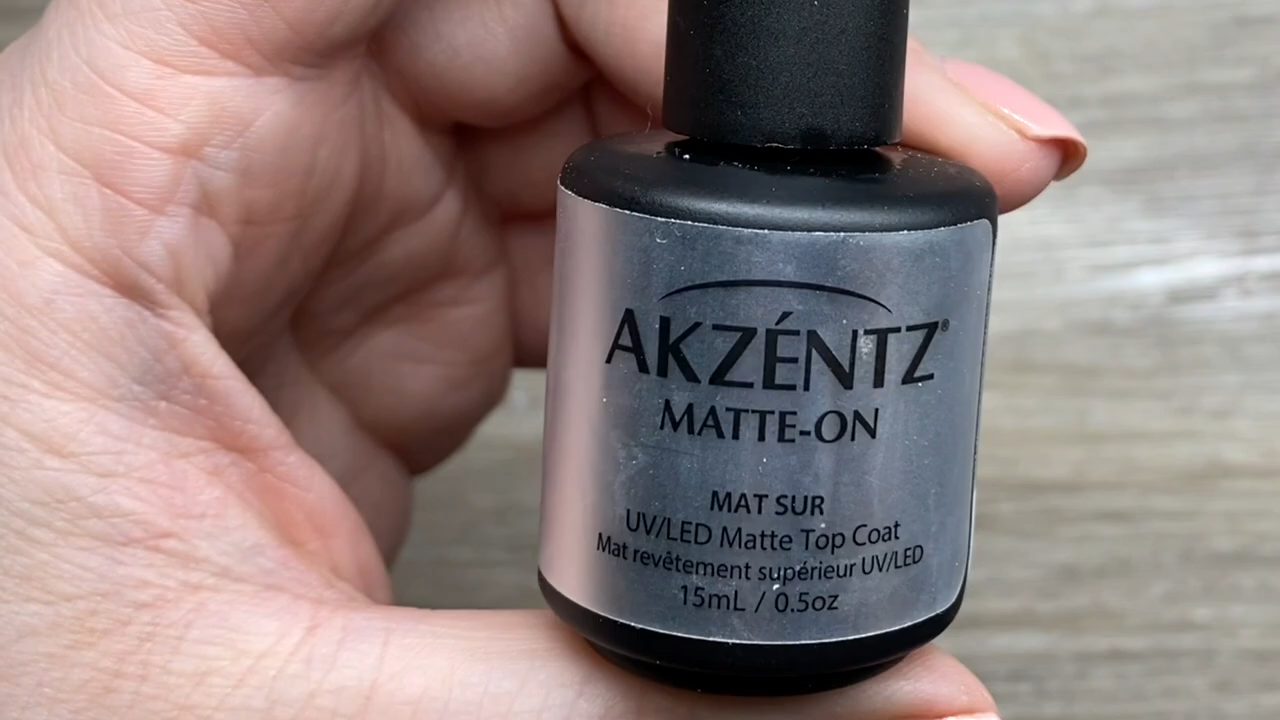 AKZÉNTZ®
MATTE-ON
MAT SUR
UV/LED Matte Top Coat
Mat revêtement supérieur UV/LED
15mL / 0.5oz